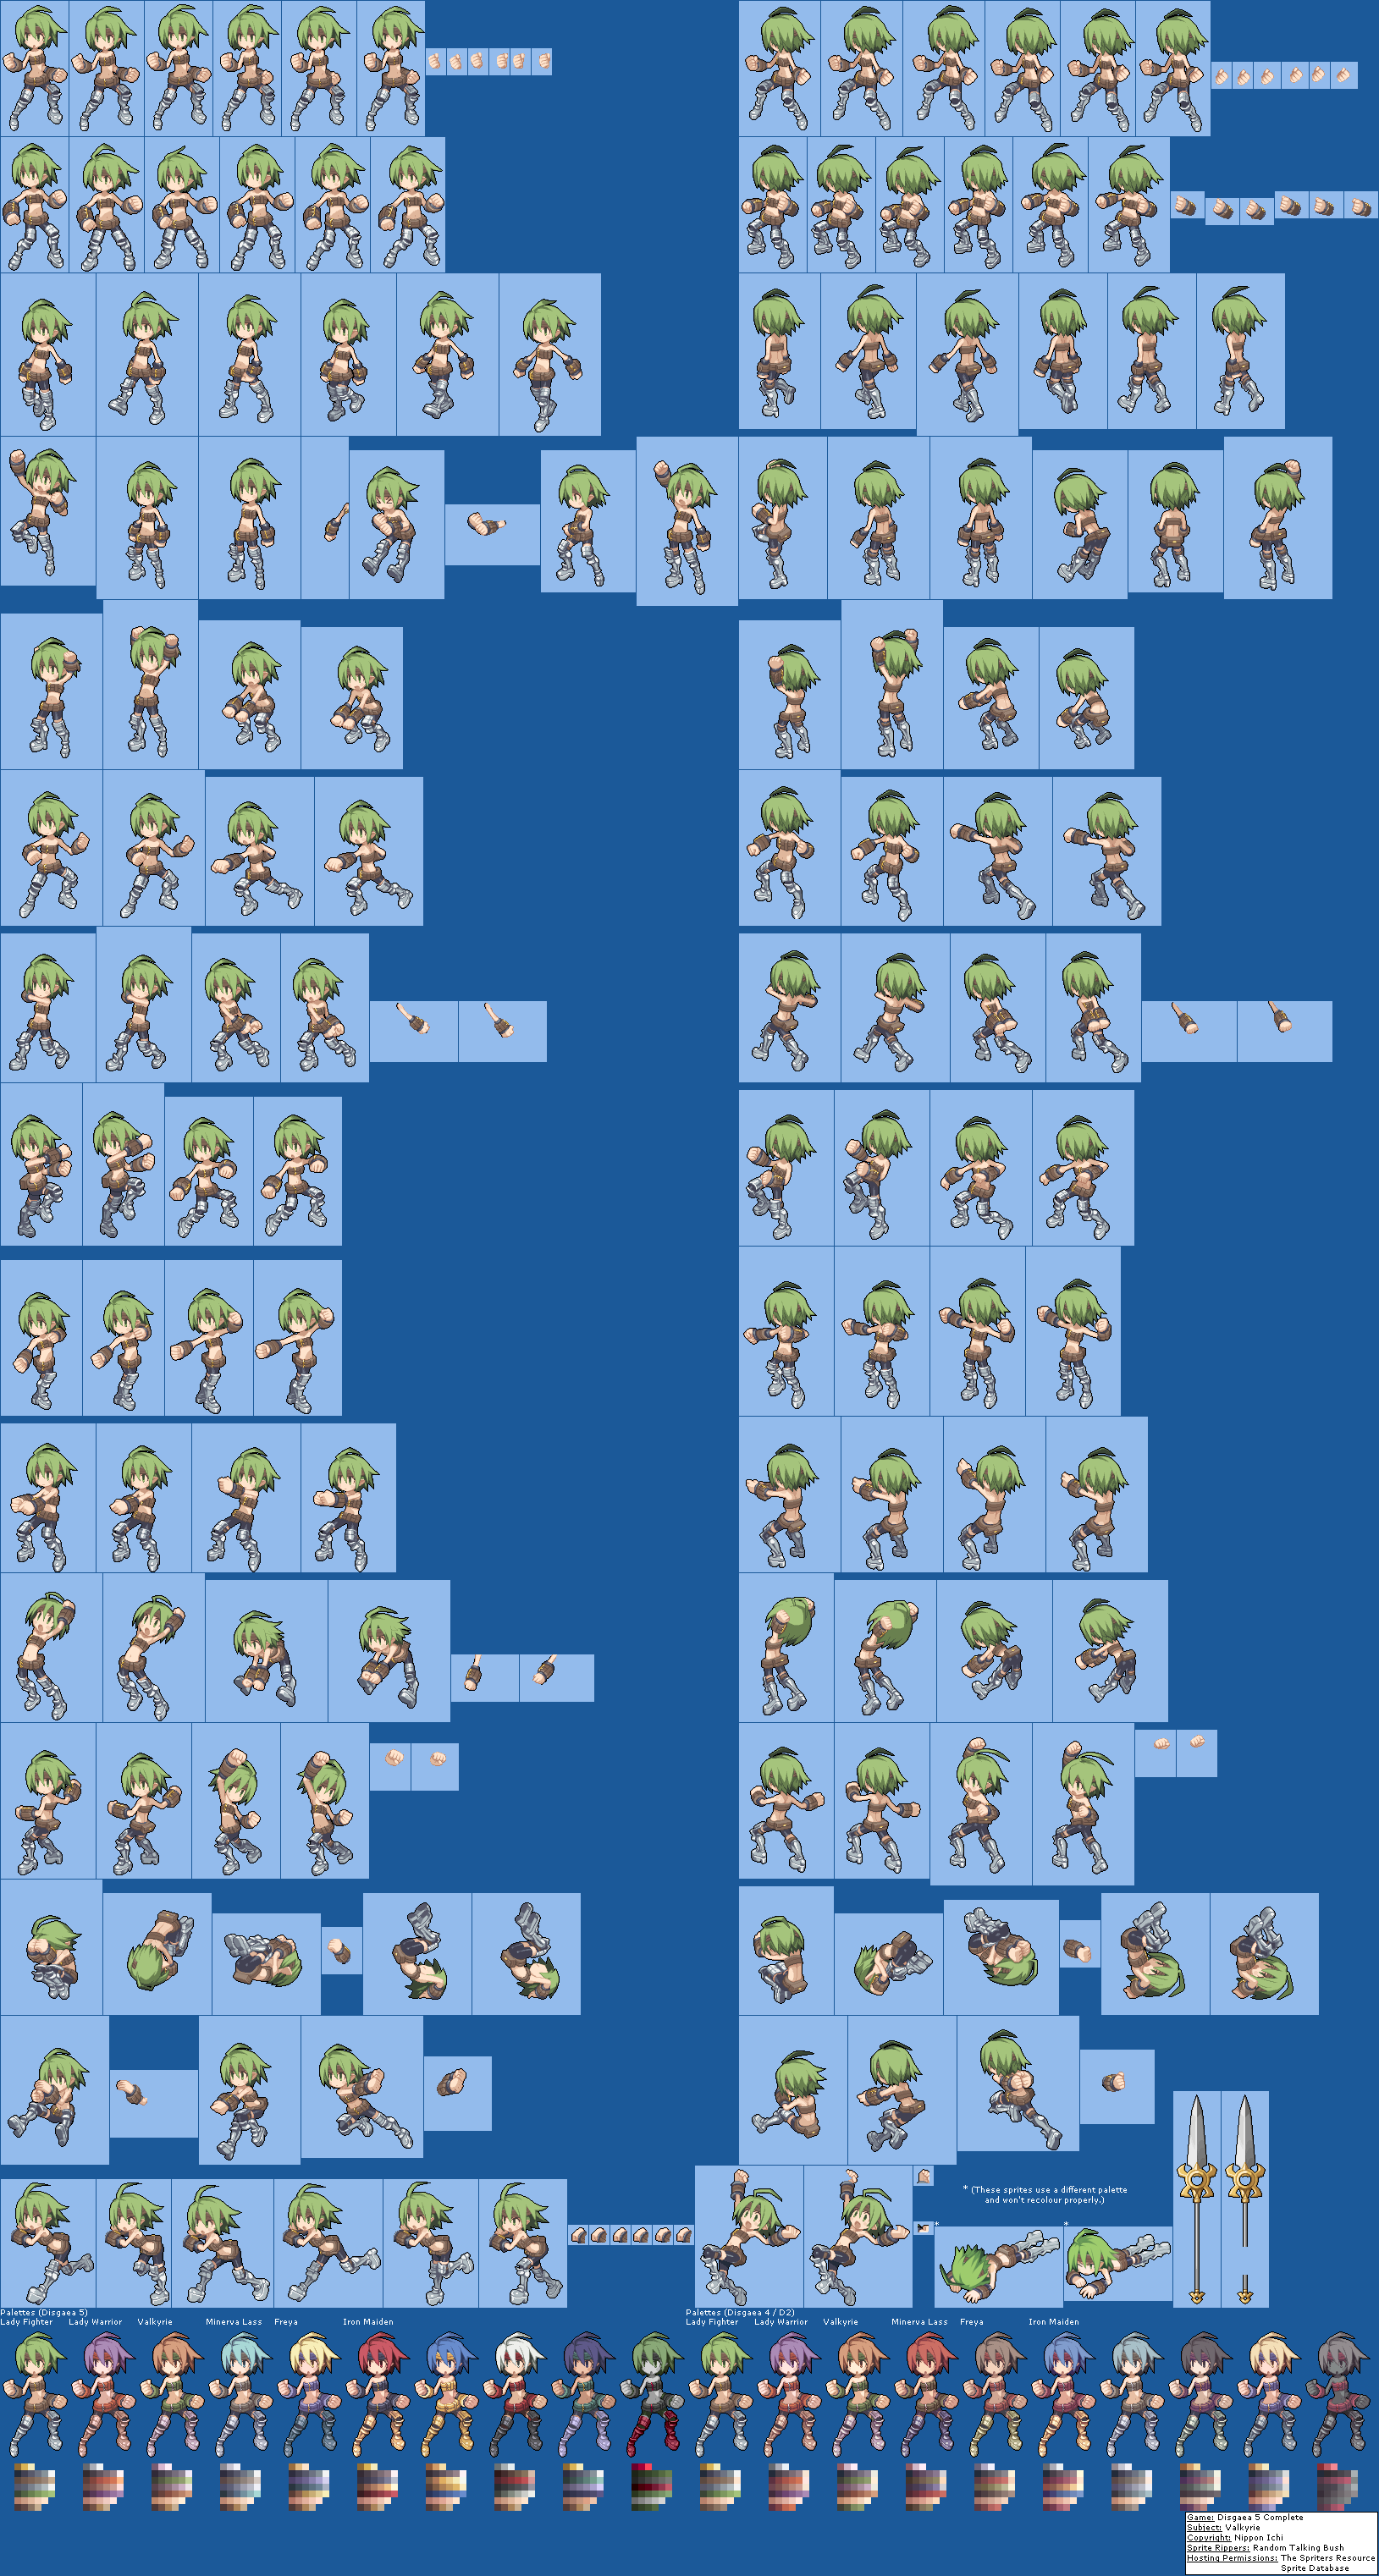 * (These sprites use a different palette
and won't recolour properly.)
*
*
Palettes (Disgaea 5)
Lady Fighter Lady Warrior Valkyrie Minerva Lass Freya Iron Maiden
Palettes (Disgaea 4 / D2)
Lady Fighter Lady Warrior Valkyrie Minerva Lass Freya Iron Maiden
Game: Disgaea 5 Complete
Subject: Valkyrie
Copyright: Nippon Ichi
Sprite Rippers: Random Talking Bush
Hosting Permissions: The Spriters Resource
Sprite Database